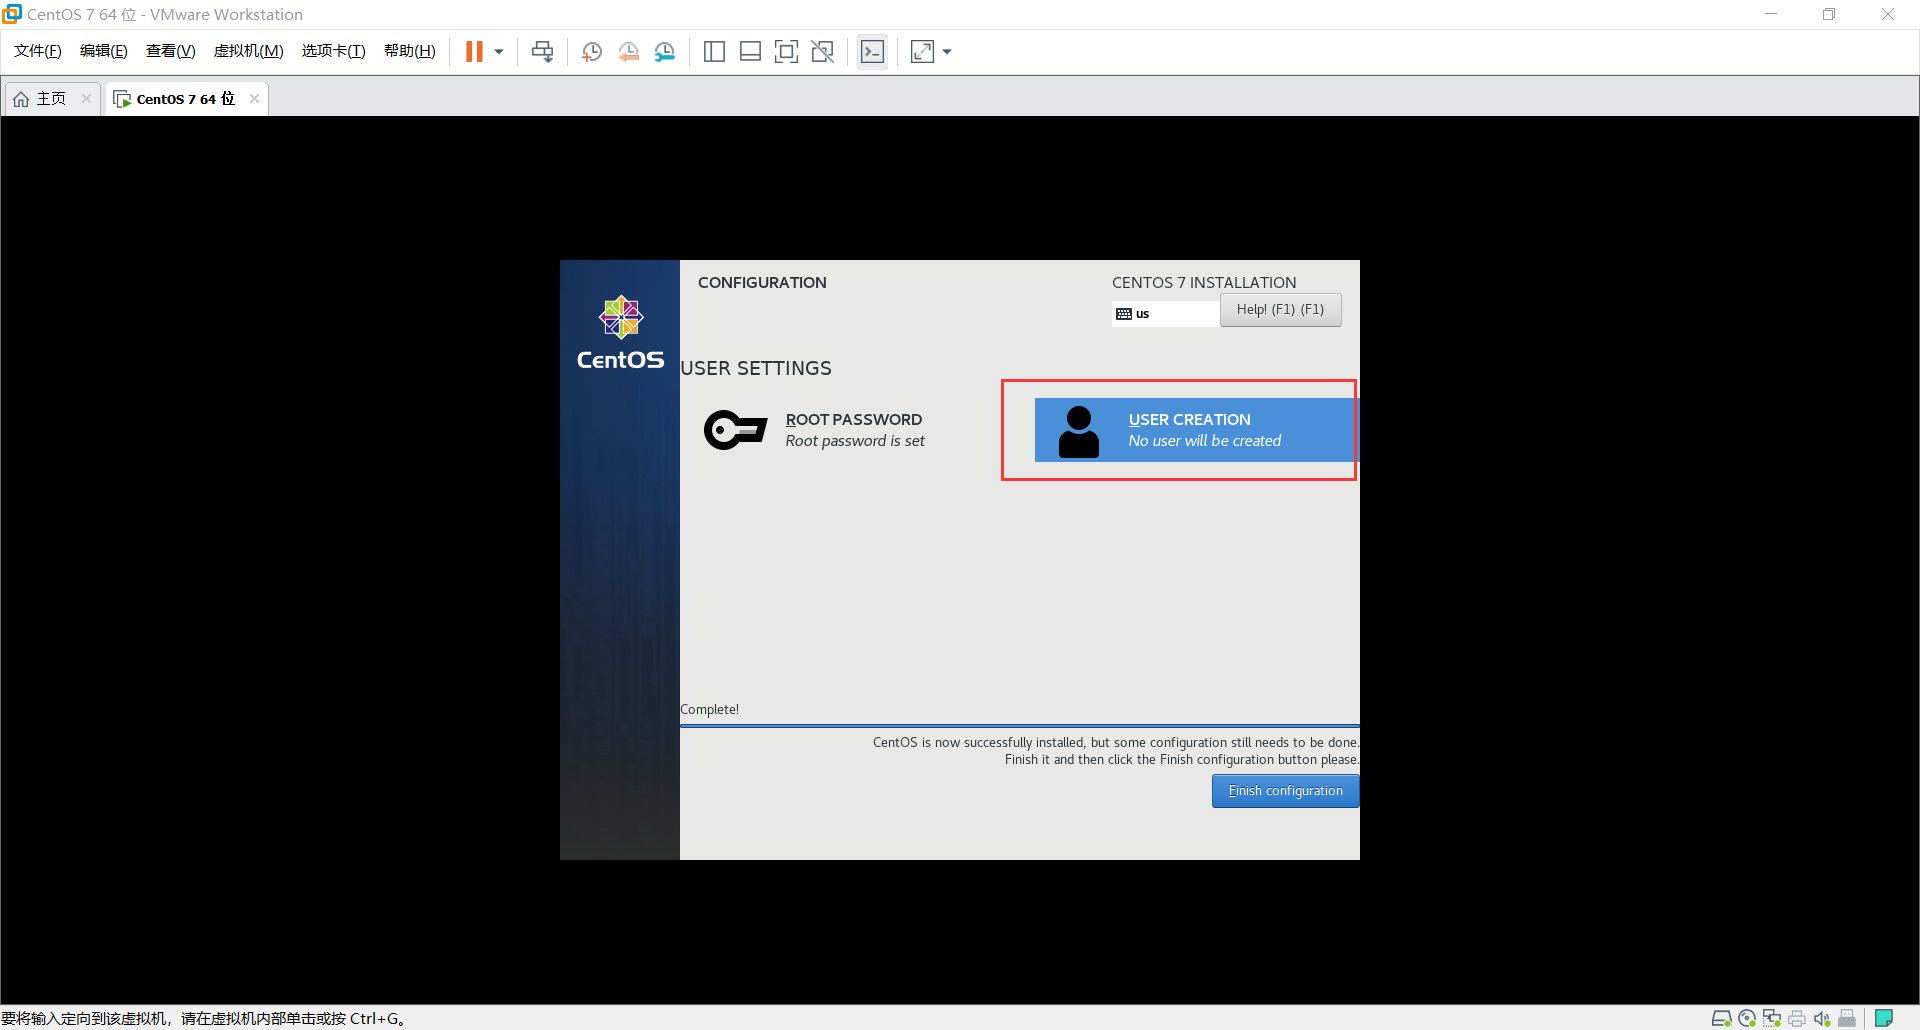 CentOS 7 64 位 - VMware Workstation
文件(F) 编辑(E) 查看(V) 虚拟机(M) 选项卡(T) 帮助(H)
主页 CentOS 7 64 位
CONFIGURATION
CENTOS 7 INSTALLATION
us
Help! (F1) (F1)
CentOS
USER SETTINGS
ROOT PASSWORD
Root password is set
USER CREATION
No user will be created
Complete!
CentOS is now successfully installed, but some configuration still needs to be done.
Finish it and then click the Finish configuration button please.
Finish configuration
要将输入定向到该虚拟机，请在虚拟机内部单击或按 Ctrl+G。